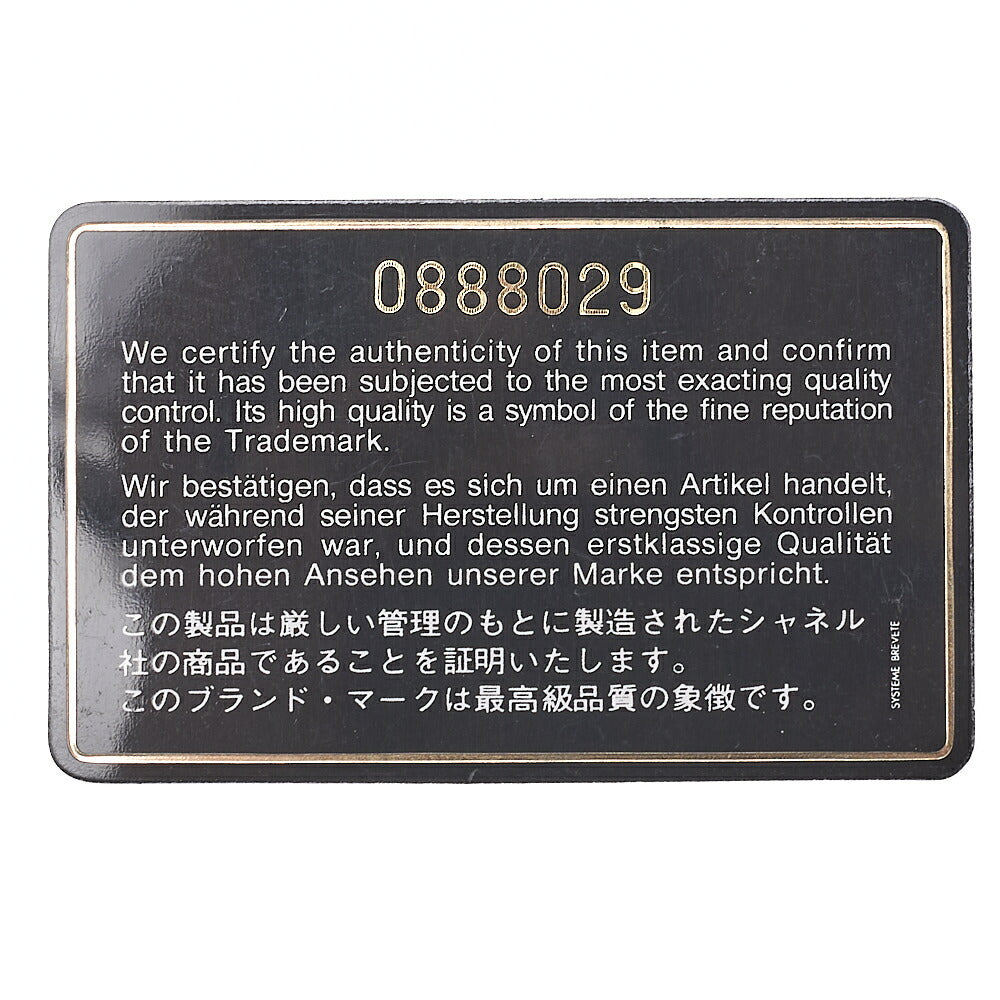 0888029
We certify the authenticity of this item and confirm
that it has been subjected to the most exacting quality
control. Its high quality is a symbol of the fine reputation
of the Trademark.
Wir bestätigen, dass es sich um einen Artikel handelt,
der während seiner Herstellung strengsten Kontrollen
unterworfen war, und dessen erstklassige Qualität
dem hohen Ansehen unserer Marke entspricht.
この製品は厳しい管理のもとに製造されたシャネル
社の商品であることを証明いたします。
このブランド・マークは最高級品質の象徴です。
SYSTEME BREVETE